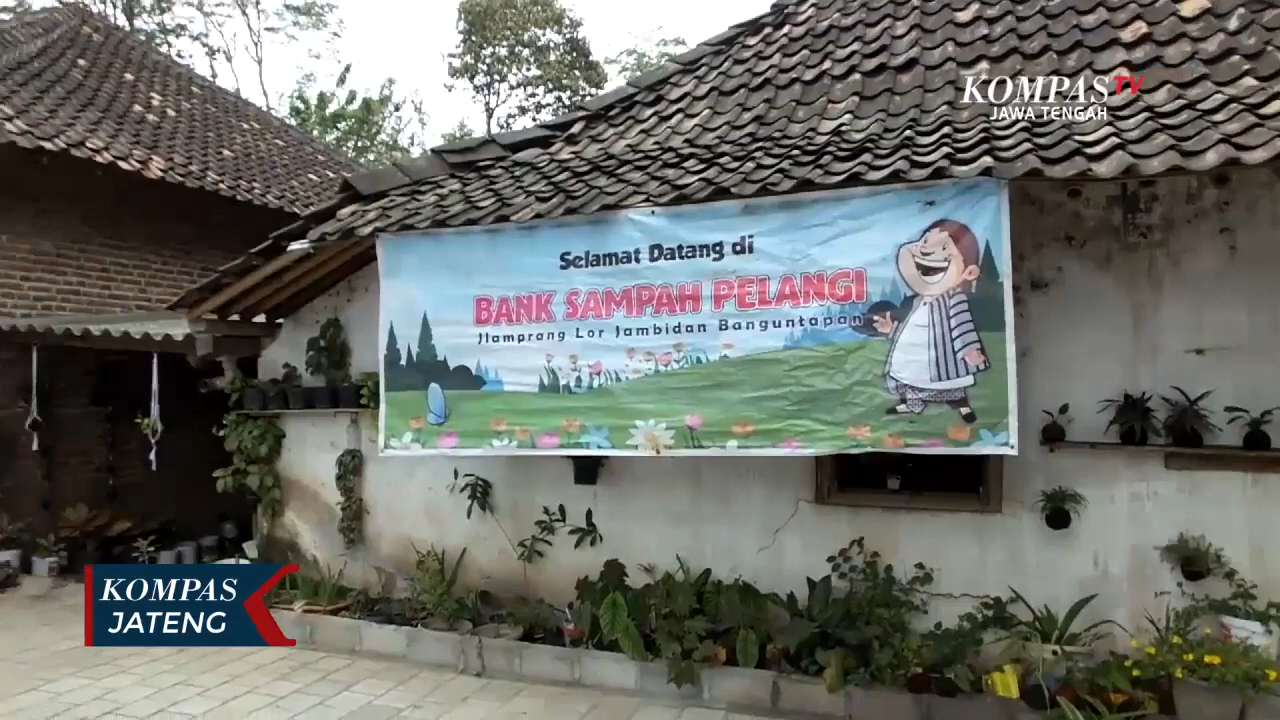 KOMPAS TV
JAWA TENGAH
Selamat Datang di
BANK SAMPAH PELANGI
Jlamprang Lor Jambidan Banguntapan
KOMPAS
JATENG